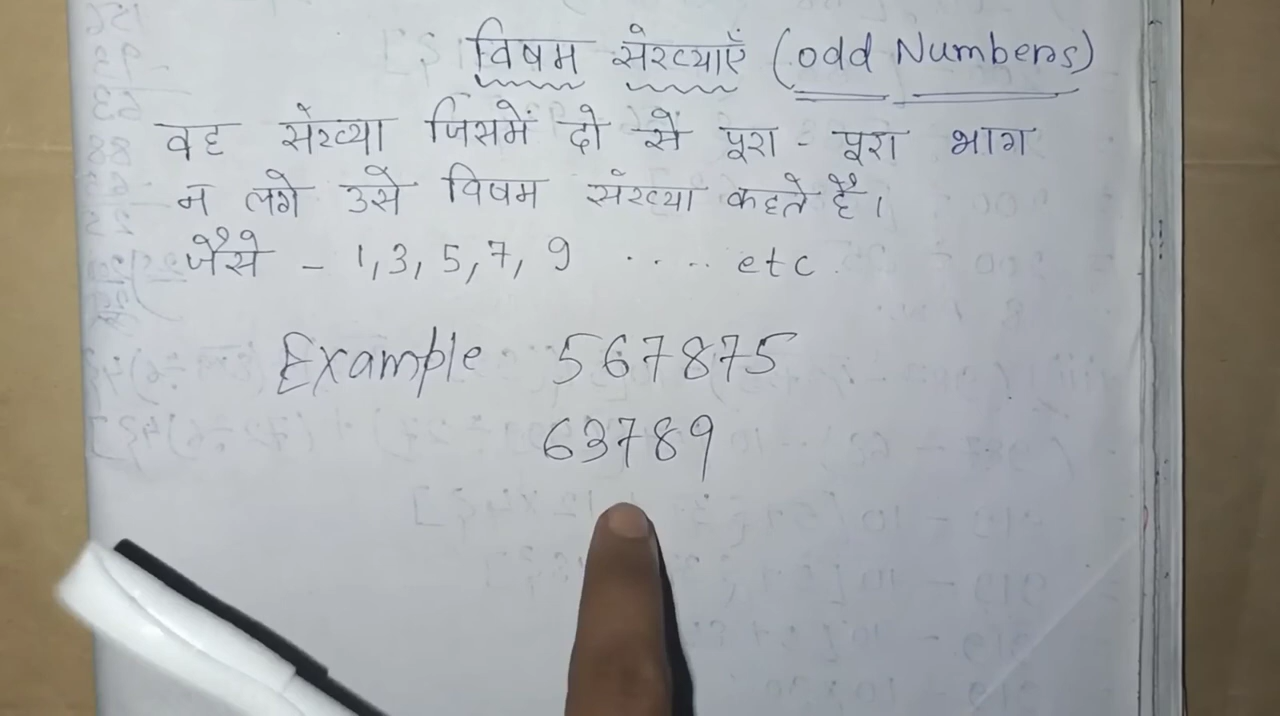 विषम संख्याएँ (odd Numbers)
वह संख्या जिसमें दो से पूरा - पूरा भाग
न लगे उसे विषम संख्या कहते है।
जैसे - 1, 3, 5, 7, 9 ..... etc.
Example 567875
63789